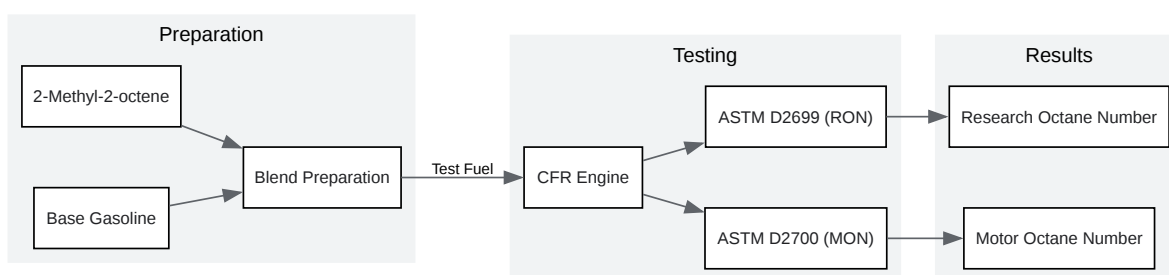 Preparation
2-Methyl-2-octene
Base Gasoline
Blend Preparation
Test Fuel
Testing
CFR Engine
ASTM D2699 (RON)
ASTM D2700 (MON)
Results
Research Octane Number
Motor Octane Number